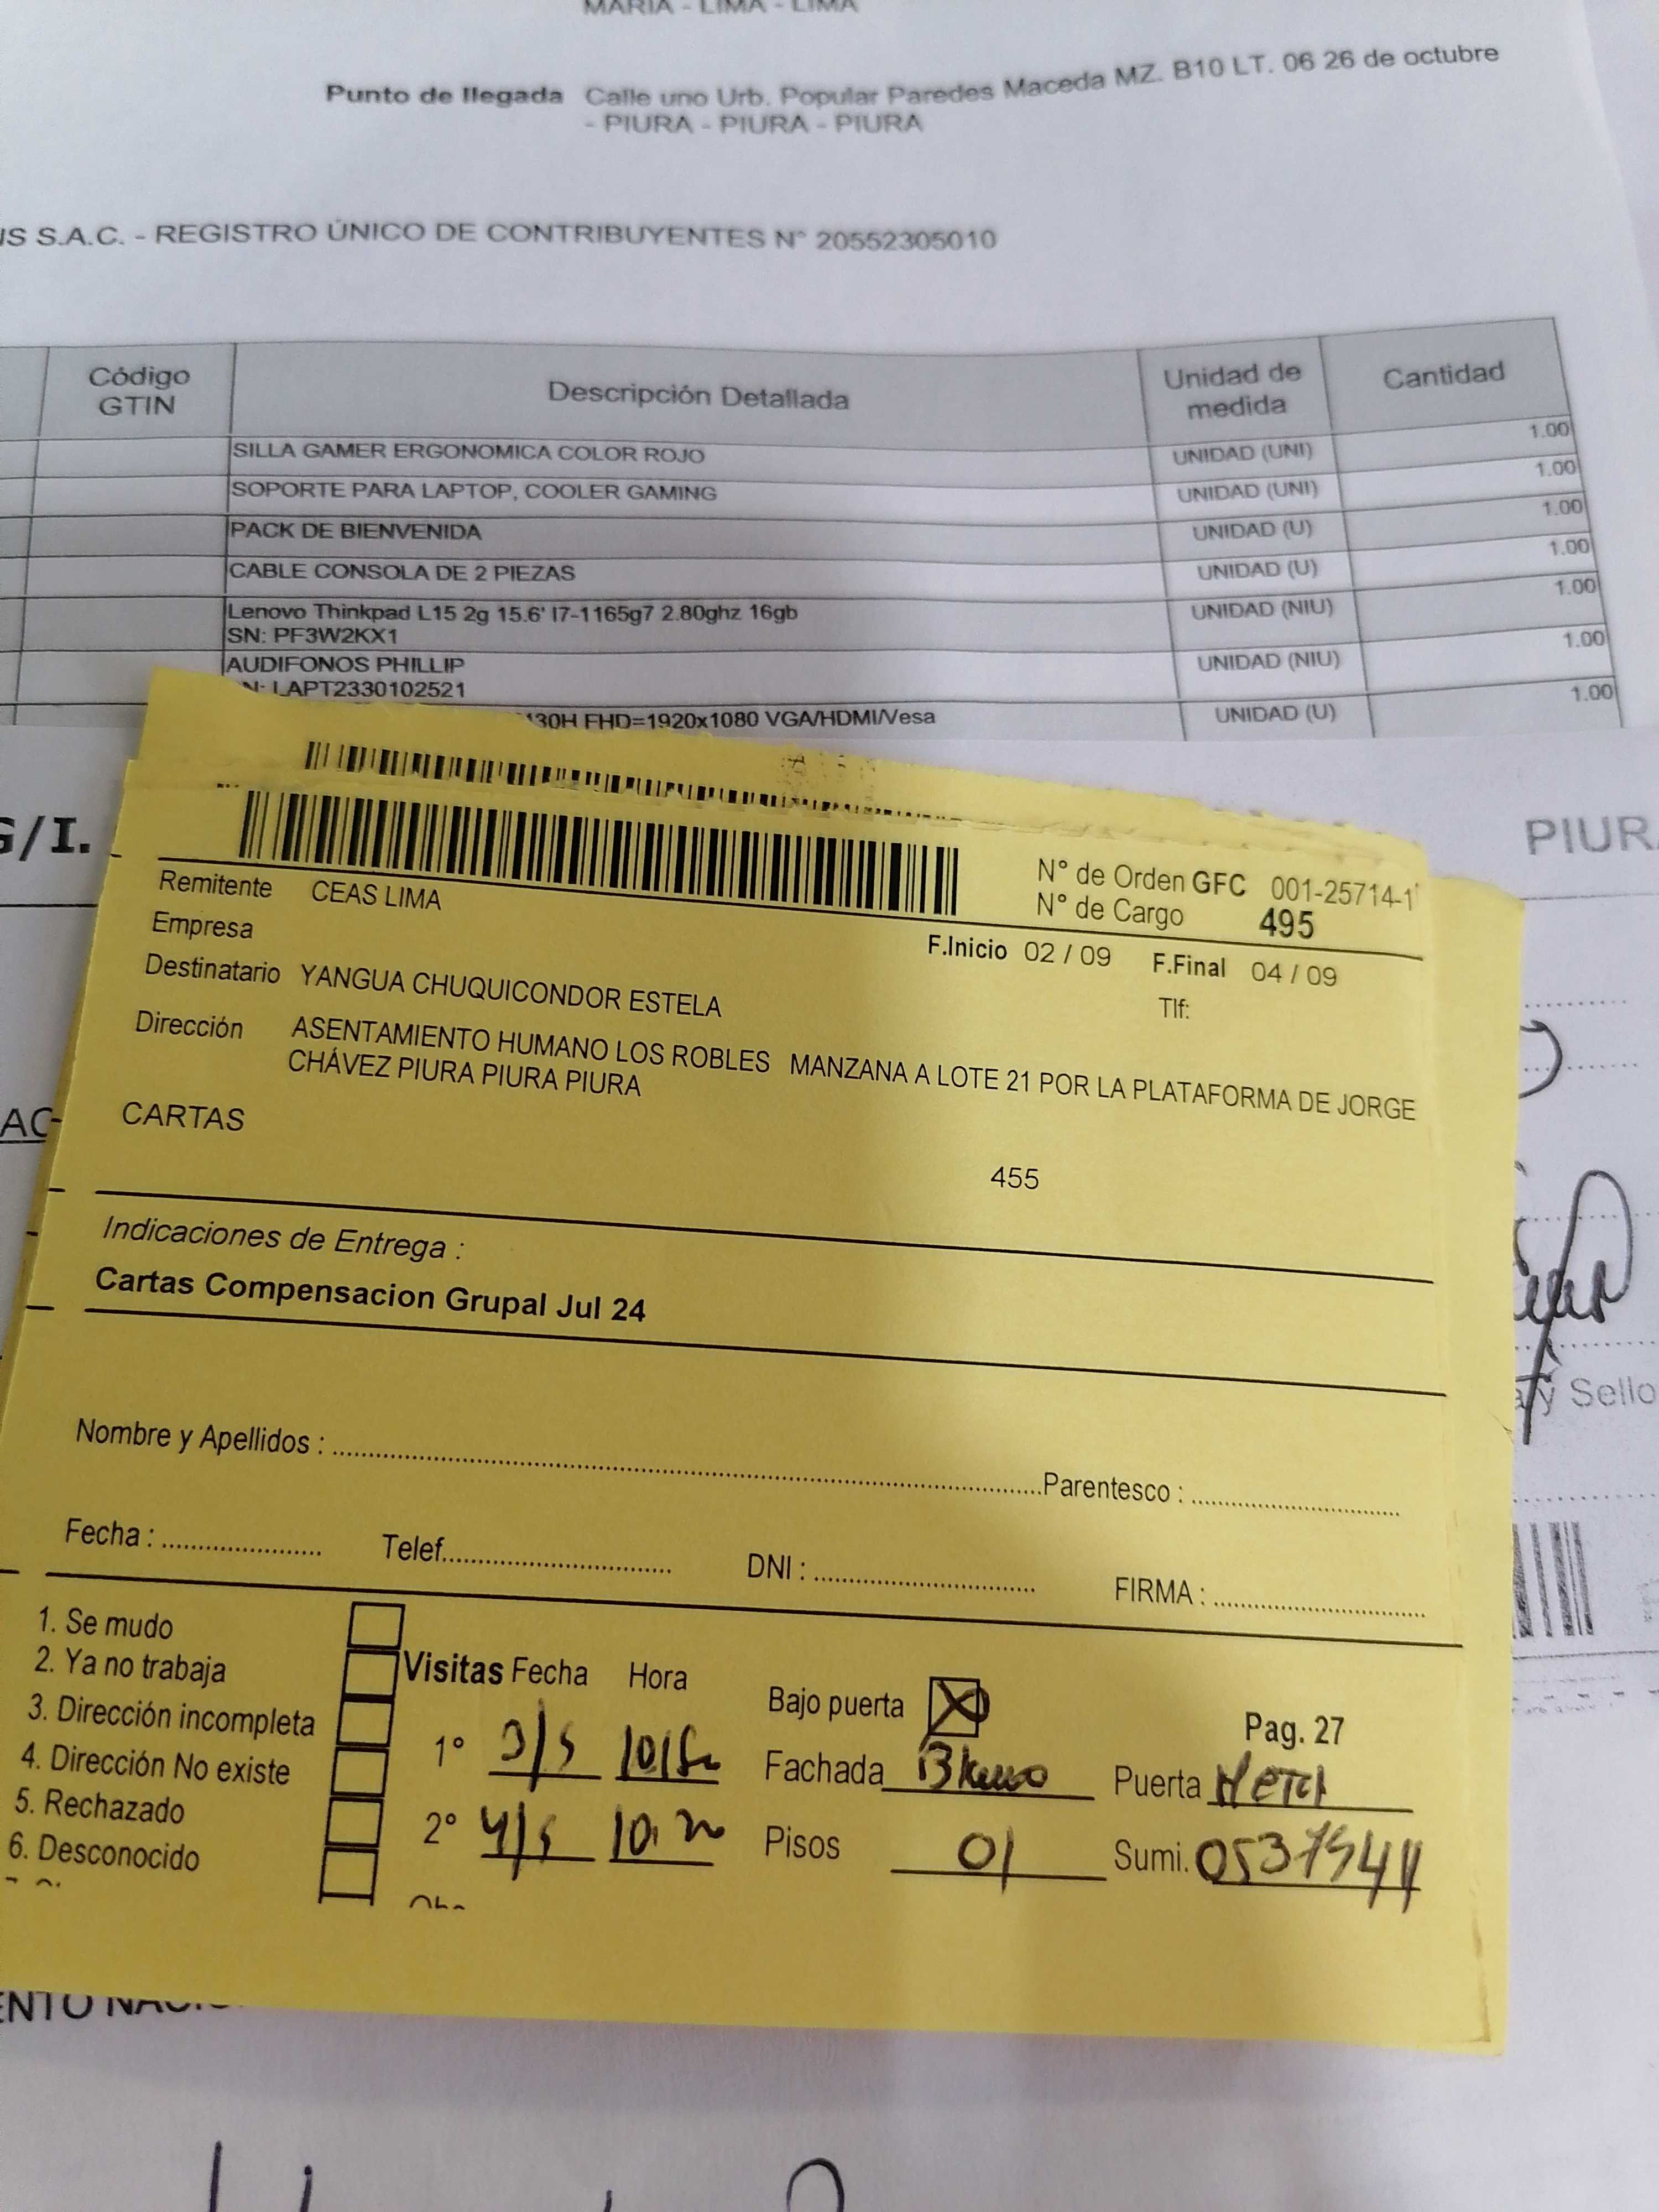 MARIA - LIMA - LIMA
Punto de llegada Calle uno Urb. Popular Paredes Maceda MZ. B10 LT. 06 26 de octubre
- PIURA - PIURA - PIURA
S.A.C. - REGISTRO ÚNICO DE CONTRIBUYENTES N° 20552305010
Código GTIN Descripción Detallada Unidad de medida Cantidad
SILLA GAMER ERGONOMICA COLOR ROJO UNIDAD (UNI) 1.00
SOPORTE PARA LAPTOP, COOLER GAMING UNIDAD (UNI) 1.00
PACK DE BIENVENIDA UNIDAD (U) 1.00
CABLE CONSOLA DE 2 PIEZAS UNIDAD (U) 1.00
Lenovo Thinkpad L15 2g 15.6' I7-1165g7 2.80ghz 16gb UNIDAD (NIU) 1.00
SN: PF3W2KX1
AUDIFONOS PHILLIP UNIDAD (NIU) 1.00
N: LAPT2330102521
130H FHD=1920x1080 VGA/HDMI/Vesa UNIDAD (U) 1.00
G/I.
PIURA
N° de Orden GFC 001-25714-1
Remitente CEAS LIMA N° de Cargo 495
Empresa F.Inicio 02 / 09 F.Final 04 / 09
Destinatario YANGUA CHUQUICONDOR ESTELA Tlf:
Dirección ASENTAMIENTO HUMANO LOS ROBLES MANZANA A LOTE 21 POR LA PLATAFORMA DE JORGE
CHÁVEZ PIURA PIURA PIURA
CARTAS
455
Indicaciones de Entrega :
Cartas Compensacion Grupal Jul 24
y Sello
Nombre y Apellidos : Parentesco :
Fecha : Telef. DNI : FIRMA :
1. Se mudo
2. Ya no trabaja Visitas Fecha Hora Bajo puerta Pag. 27
3. Dirección incompleta 1° Fachada Puerta
4. Dirección No existe
5. Rechazado 2° Pisos 01 Sumi.
6. Desconocido